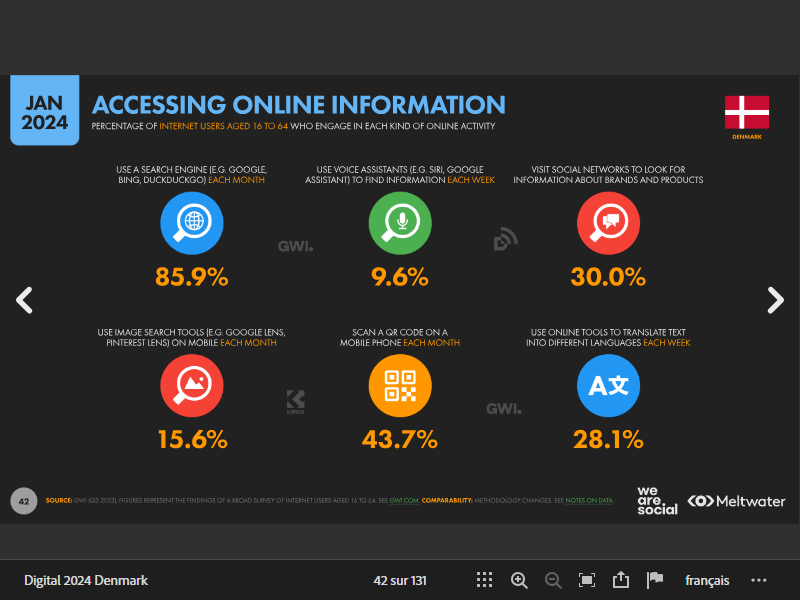 JAN
2024
ACCESSING ONLINE INFORMATION
PERCENTAGE OF INTERNET USERS AGED 16 TO 64 WHO ENGAGE IN EACH KIND OF ONLINE ACTIVITY
DENMARK
USE A SEARCH ENGINE (E.G. GOOGLE,
BING, DUCKDUCKGO) EACH MONTH
85.9%
USE VOICE ASSISTANTS (E.G. SIRI, GOOGLE
ASSISTANT) TO FIND INFORMATION EACH WEEK
9.6%
VISIT SOCIAL NETWORKS TO LOOK FOR
INFORMATION ABOUT BRANDS AND PRODUCTS
30.0%
GWI.
USE IMAGE SEARCH TOOLS (E.G. GOOGLE LENS,
PINTEREST LENS) ON MOBILE EACH MONTH
15.6%
SCAN A QR CODE ON A
MOBILE PHONE EACH MONTH
43.7%
USE ONLINE TOOLS TO TRANSLATE TEXT
INTO DIFFERENT LANGUAGES EACH WEEK
A文
28.1%
KEPIOS
GWI.
42
SOURCE: GWI (Q3 2023). FIGURES REPRESENT THE FINDINGS OF A BROAD SURVEY OF INTERNET USERS AGED 16 TO 64. SEE GWI.COM. COMPARABILITY: METHODOLOGY CHANGES. SEE NOTES ON DATA.
we
are.
social
Meltwater
Digital 2024 Denmark
42 sur 131
français